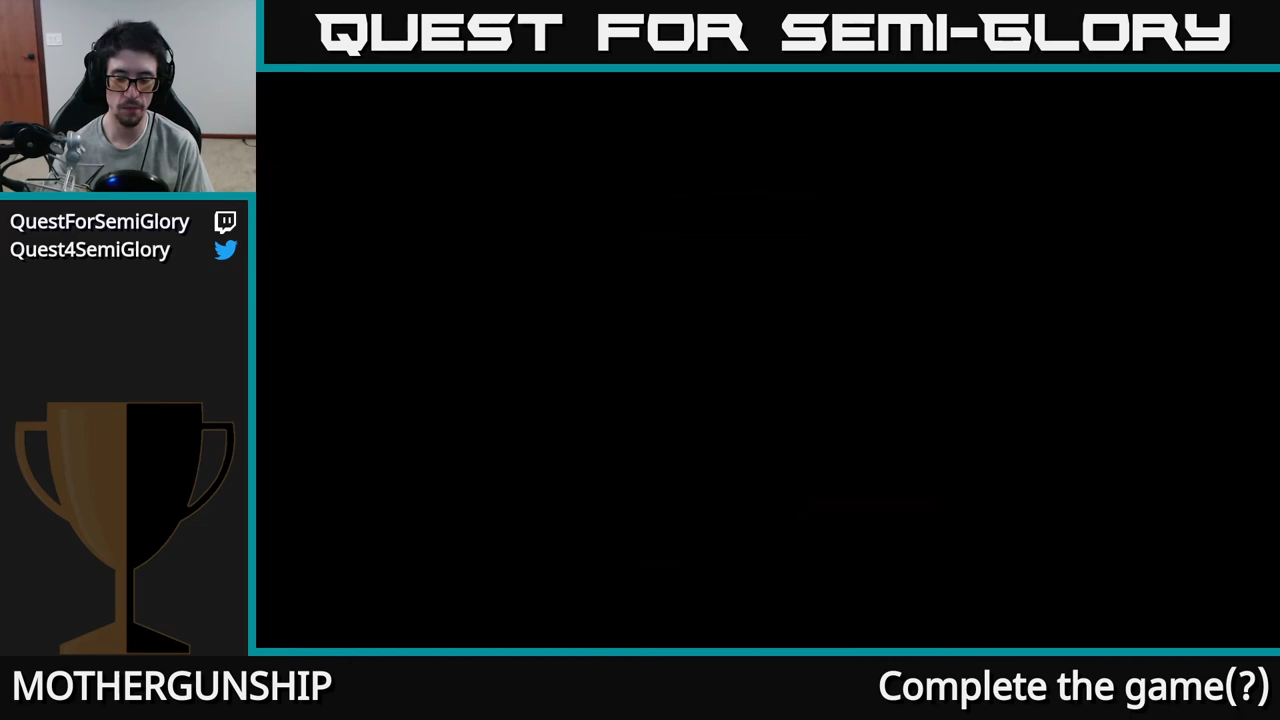 QUEST FOR SEMI-GLORY
QuestForSemiGlory
Quest4SemiGlory
MOTHERGUNSHIP
Complete the game(?)